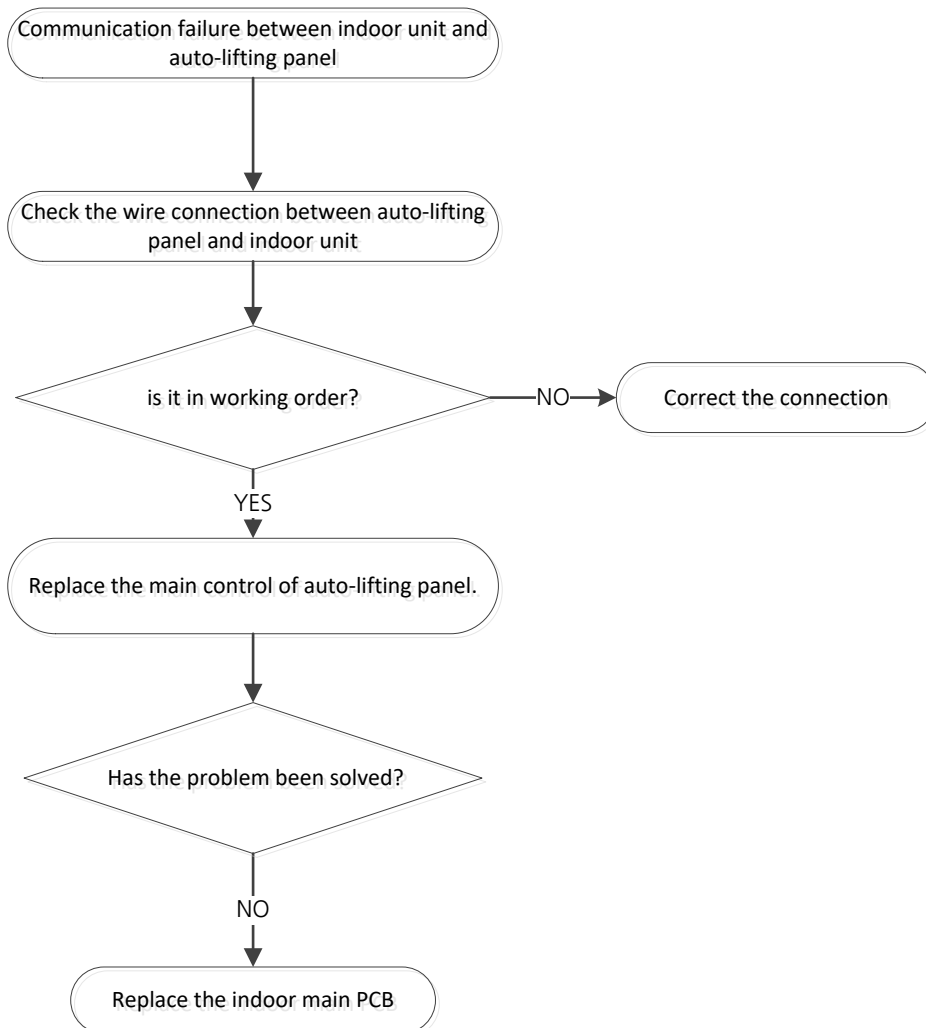 Communication failure between indoor unit and
auto-lifting panel
Check the wire connection between auto-lifting
panel and indoor unit
is it in working order?
NO
Correct the connection
YES
Replace the main control of auto-lifting panel.
Has the problem been solved?
NO
Replace the indoor main PCB